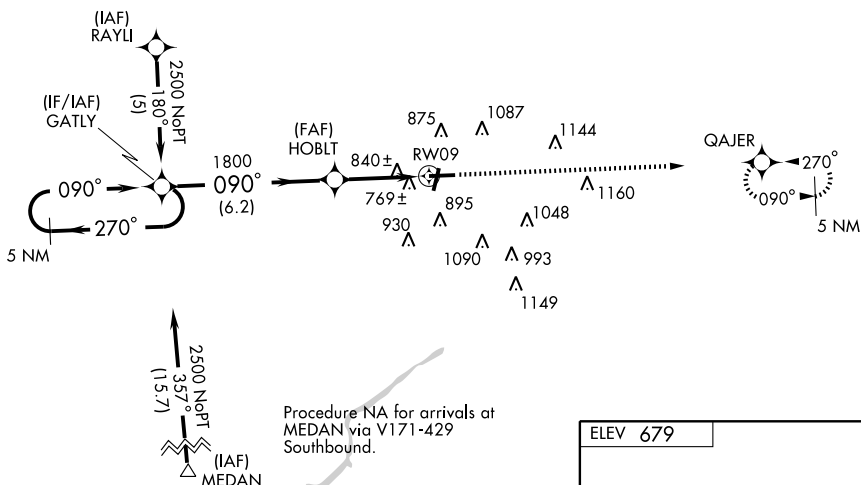 (IAF)
RAYLI
2500 NoPT
180°
(5)
(IF/IAF)
GATLY
(FAF)
HOBLT
1800
090°
(6.2)
090°
270°
5 NM
840±
769±
875
1087
1144
RW09
1160
895
930
1048
1090
993
1149
QAJER
270°
090°
5 NM
2500 NoPT
357°
(15.7)
(IAF)
MEDAN
Procedure NA for arrivals at
MEDAN via V171-429
Southbound.
ELEV 679